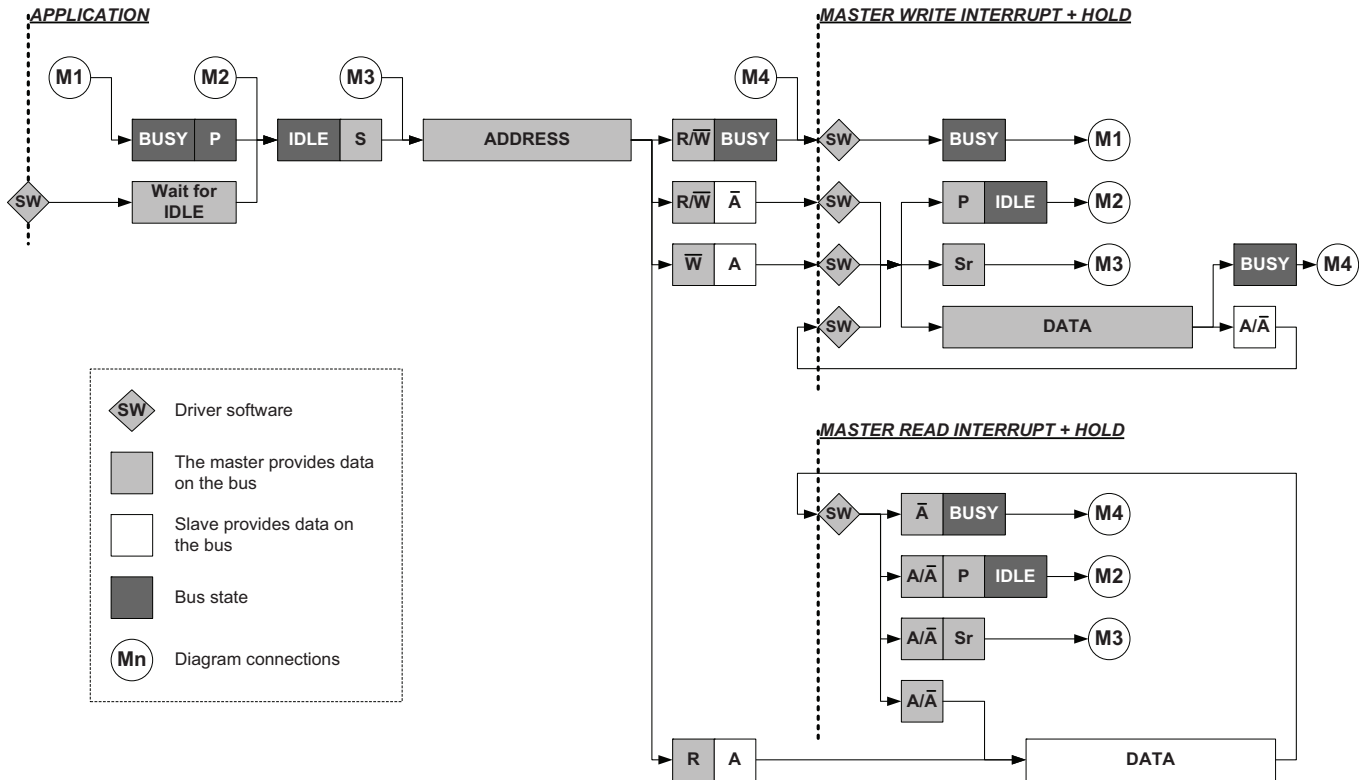 APPLICATION
MASTER WRITE INTERRUPT + HOLD
M1
M2
M3
M4
BUSY P
IDLE S
ADDRESS
R/W̅ BUSY
SW
BUSY
M1
SW
Wait for
IDLE
R/W̅ A̅
SW
P IDLE
M2
W̅ A
SW
Sr
M3
BUSY
M4
SW
DATA
A/A̅
SW
Driver software
The master provides data
on the bus
Slave provides data on
the bus
Bus state
Mn
Diagram connections
MASTER READ INTERRUPT + HOLD
SW
A̅ BUSY
M4
A/A̅ P IDLE
M2
A/A̅ Sr
M3
A/A̅
R A
DATA